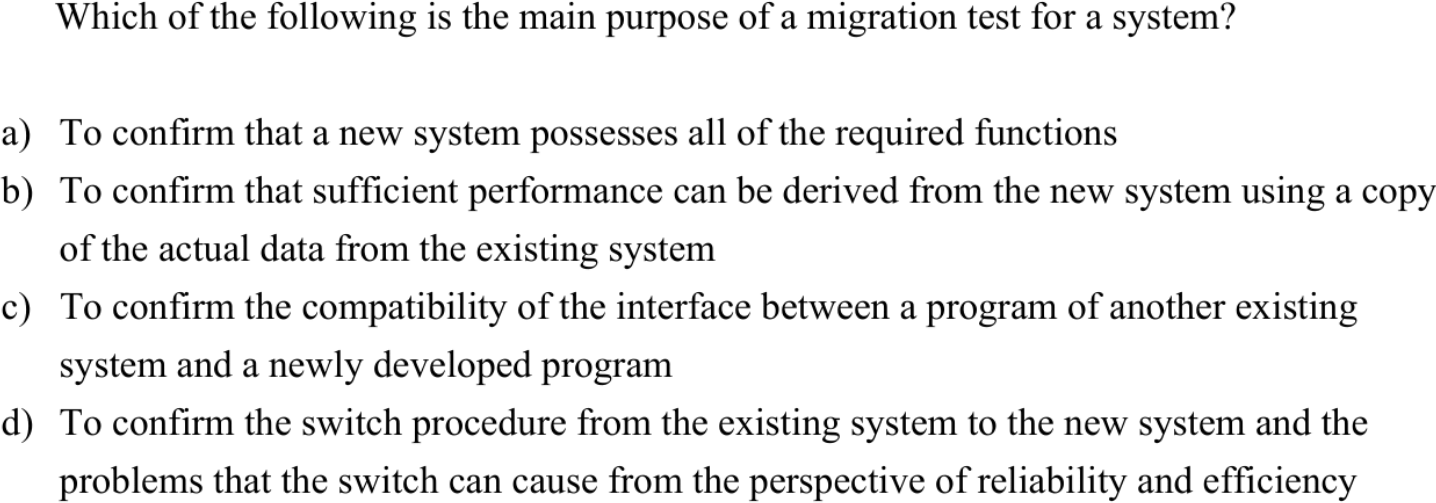 Which of the following is the main purpose of a migration test for a system?
a) To confirm that a new system possesses all of the required functions
b) To confirm that sufficient performance can be derived from the new system using a copy
of the actual data from the existing system
c) To confirm the compatibility of the interface between a program of another existing
system and a newly developed program
d) To confirm the switch procedure from the existing system to the new system and the
problems that the switch can cause from the perspective of reliability and efficiency